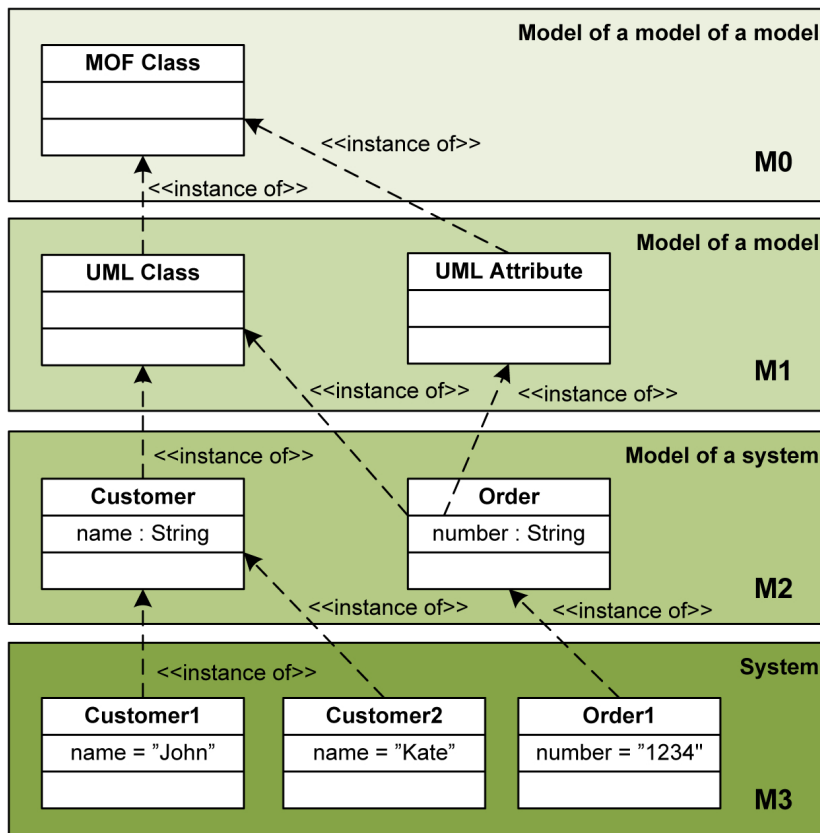 Model of a model of a model
MOF Class
<<instance of>>
M0
<<instance of>>
Model of a model
UML Class
UML Attribute
M1
<<instance of>>
<<instance of>>
<<instance of>>
Model of a system
Customer
Order
name : String
number : String
M2
<<instance of>>
<<instance of>>
<<instance of>>
System
Customer1
Customer2
Order1
name = ”John”
name = ”Kate”
number = ”1234"
M3